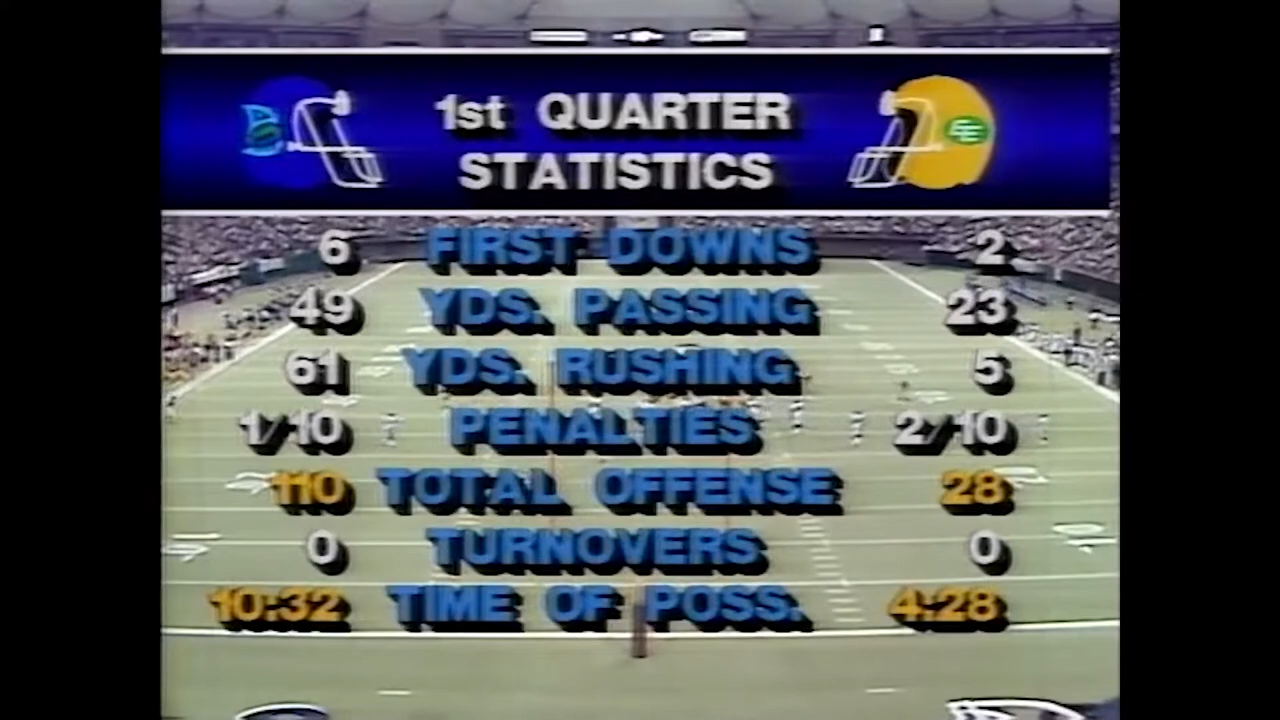 1st QUARTER
STATISTICS
EE
6 FIRST DOWNS 2
49 YDS. PASSING 23
61 YDS. RUSHING 5
1/10 PENALTIES 2/10
110 TOTAL OFFENSE 28
0 TURNOVERS 0
10:32 TIME OF POSS. 4:28